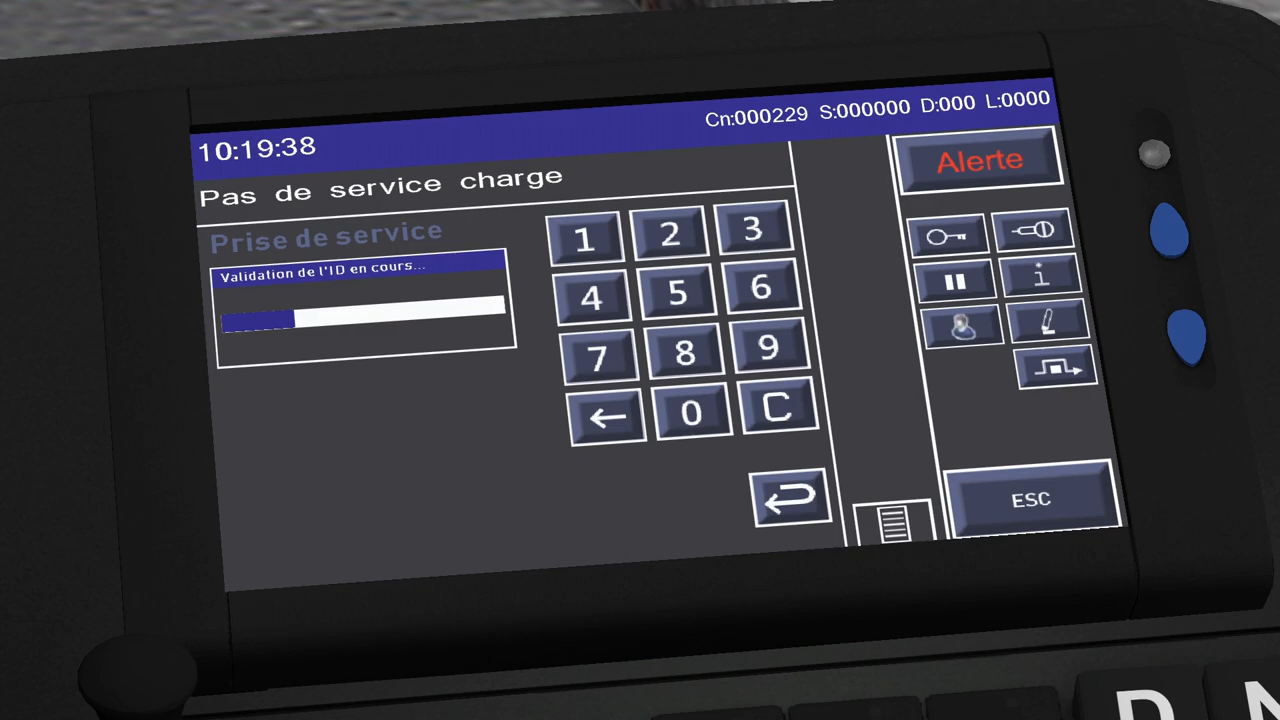 10:19:38
Cn:000229 S:000000 D:000 L:0000
Pas de service charge
Alerte
Prise de service
Validation de l'ID en cours...
1 2 3
4 5 6
7 8 9
← 0 C
i
ESC
D N